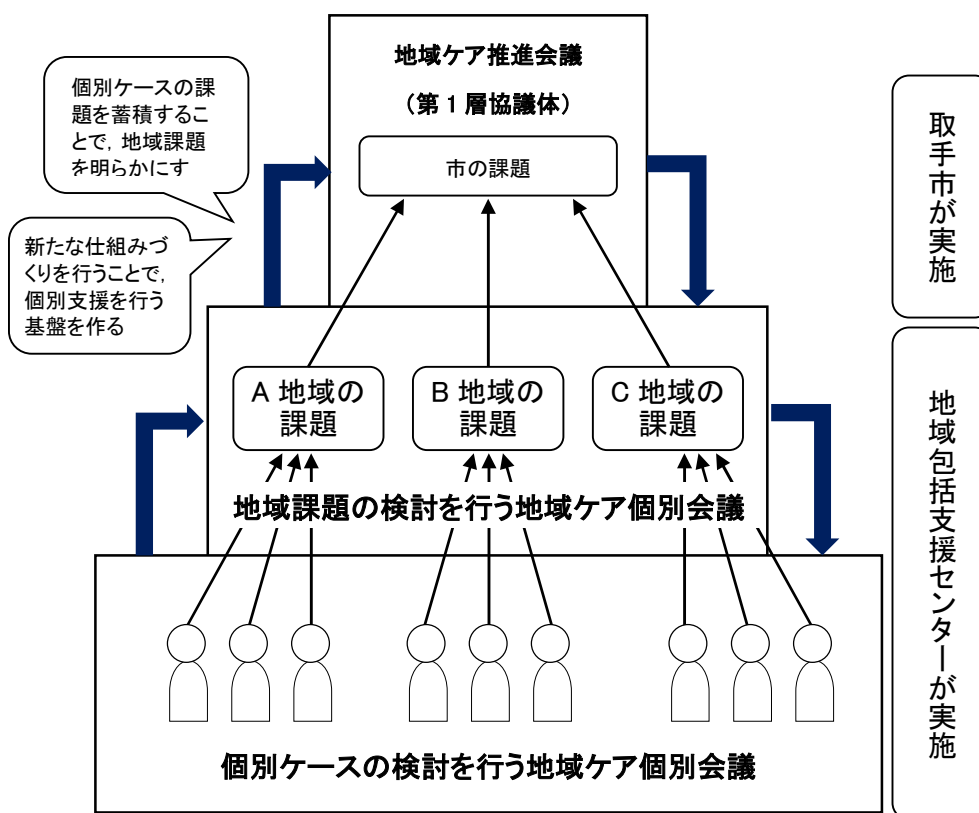 地域ケア推進会議
（第1層協議体）
市の課題
個別ケースの課
題を蓄積するこ
とで，地域課題
を明らかにす
新たな仕組みづ
くりを行うことで，
個別支援を行う
基盤を作る
A 地域の
課題
B 地域の
課題
C 地域の
課題
地域課題の検討を行う地域ケア個別会議
個別ケースの検討を行う地域ケア個別会議
取手市が実施
地域包括支援センターが実施